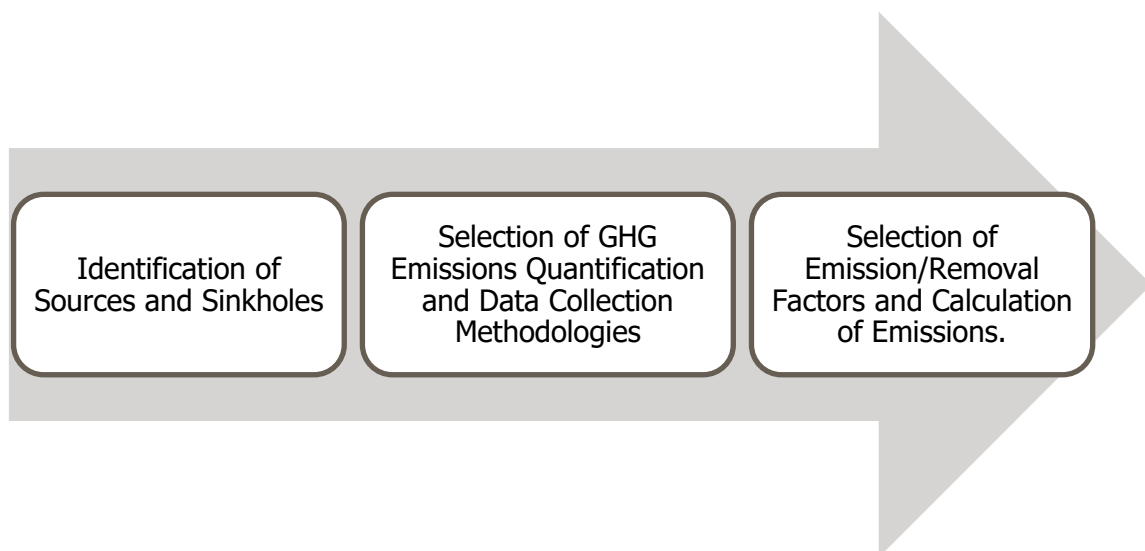 Identification of
Sources and Sinkholes
Selection of GHG
Emissions Quantification
and Data Collection
Methodologies
Selection of
Emission/Removal
Factors and Calculation
of Emissions.